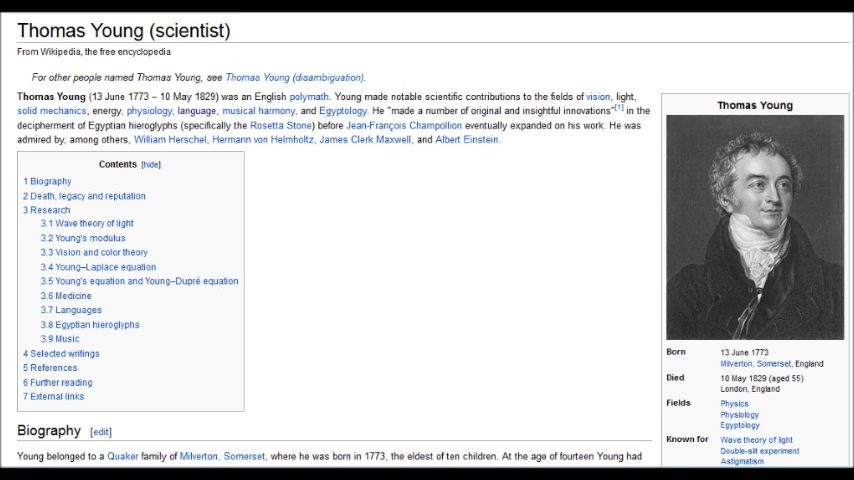 Thomas Young (scientist)
From Wikipedia, the free encyclopedia
For other people named Thomas Young, see Thomas Young (disambiguation).
Thomas Young (13 June 1773 – 10 May 1829) was an English polymath. Young made notable scientific contributions to the fields of vision, light,
solid mechanics, energy, physiology, language, musical harmony, and Egyptology. He "made a number of original and insightful innovations"[1] in the
decipherment of Egyptian hieroglyphs (specifically the Rosetta Stone) before Jean-François Champollion eventually expanded on his work. He was
admired by, among others, William Herschel, Hermann von Helmholtz, James Clerk Maxwell, and Albert Einstein.
Contents [hide]
1 Biography
2 Death, legacy and reputation
3 Research
3.1 Wave theory of light
3.2 Young's modulus
3.3 Vision and color theory
3.4 Young–Laplace equation
3.5 Young's equation and Young–Dupré equation
3.6 Medicine
3.7 Languages
3.8 Egyptian hieroglyphs
3.9 Music
4 Selected writings
5 References
6 Further reading
7 External links
Biography [edit]
Young belonged to a Quaker family of Milverton, Somerset, where he was born in 1773, the eldest of ten children. At the age of fourteen Young had
Thomas Young
Born 13 June 1773
Milverton, Somerset, England
Died 10 May 1829 (aged 55)
London, England
Fields Physics
Physiology
Egyptology
Known for Wave theory of light
Double-slit experiment
Astigmatism